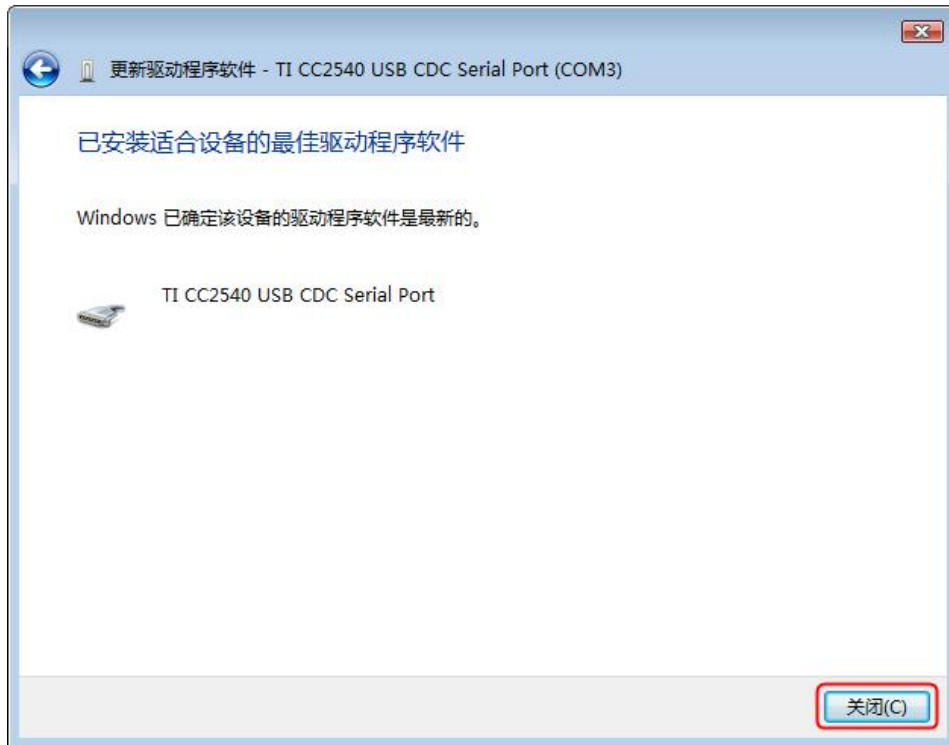 更新驱动程序软件 - TI CC2540 USB CDC Serial Port (COM3)
已安装适合设备的最佳驱动程序软件
Windows 已确定该设备的驱动程序软件是最新的。
TI CC2540 USB CDC Serial Port
关闭(C)